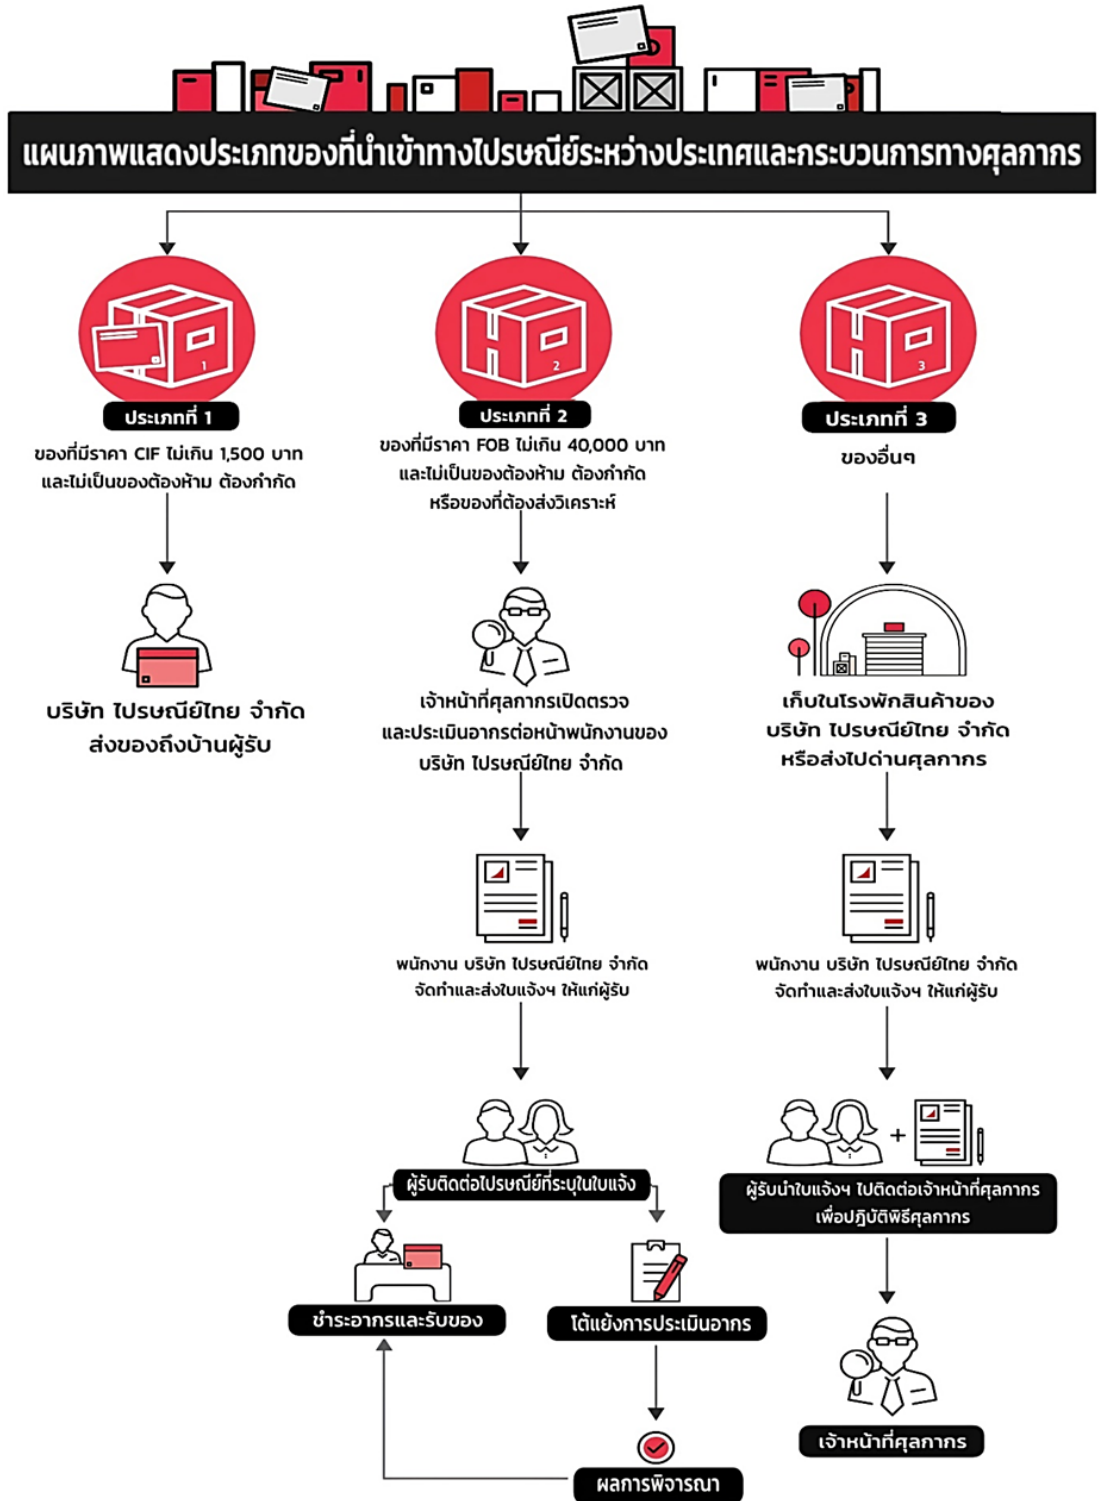 แผนภาพแสดงประเภทของที่นำเข้าทางไปรษณีย์ระหว่างประเทศและกระบวนการทางศุลกากร
1
ประเภทที่ 1
ของที่มีราคา CIF ไม่เกิน 1,500 บาท
และไม่เป็นของต้องห้าม ต้องกำกัด
บริษัท ไปรษณีย์ไทย จำกัด
ส่งของถึงบ้านผู้รับ
2
ประเภทที่ 2
ของที่มีราคา FOB ไม่เกิน 40,000 บาท
และไม่เป็นของต้องห้าม ต้องกำกัด
หรือของที่ต้องส่งวิเคราะห์
เจ้าหน้าที่ศุลกากรเปิดตรวจ
และประเมินอากรต่อหน้าพนักงานของ
บริษัท ไปรษณีย์ไทย จำกัด
พนักงาน บริษัท ไปรษณีย์ไทย จำกัด
จัดทำและส่งใบแจ้งฯ ให้แก่ผู้รับ
ผู้รับติดต่อไปรษณีย์ที่ระบุในใบแจ้ง
ชำระอากรและรับของ
โต้แย้งการประเมินอากร
ผลการพิจารณา
3
ประเภทที่ 3
ของอื่นๆ
เก็บในโรงพักสินค้าของ
บริษัท ไปรษณีย์ไทย จำกัด
หรือส่งไปด่านศุลกากร
พนักงาน บริษัท ไปรษณีย์ไทย จำกัด
จัดทำและส่งใบแจ้งฯ ให้แก่ผู้รับ
+
ผู้รับนำใบแจ้งฯ ไปติดต่อเจ้าหน้าที่ศุลกากร
เพื่อปฎิบัติพิธีศุลกากร
เจ้าหน้าที่ศุลกากร